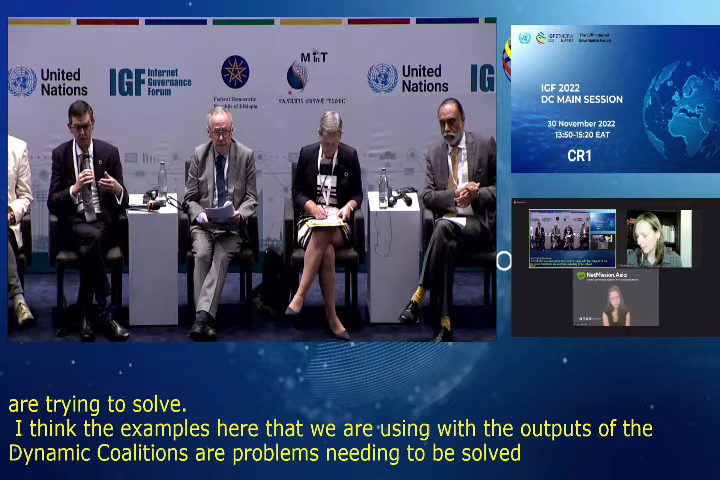 United
Nations
IGF Internet
Governance
Forum
Federal Democratic
Republic of Ethiopia
MinT
United
Nations
IG
IGF 2022
DC MAIN SESSION
30 November 2022
13:50-15:20 EAT
CR1
NetMission.Asia
are trying to solve.
I think the examples here that we are using with the outputs of the
Dynamic Coalitions are problems needing to be solved